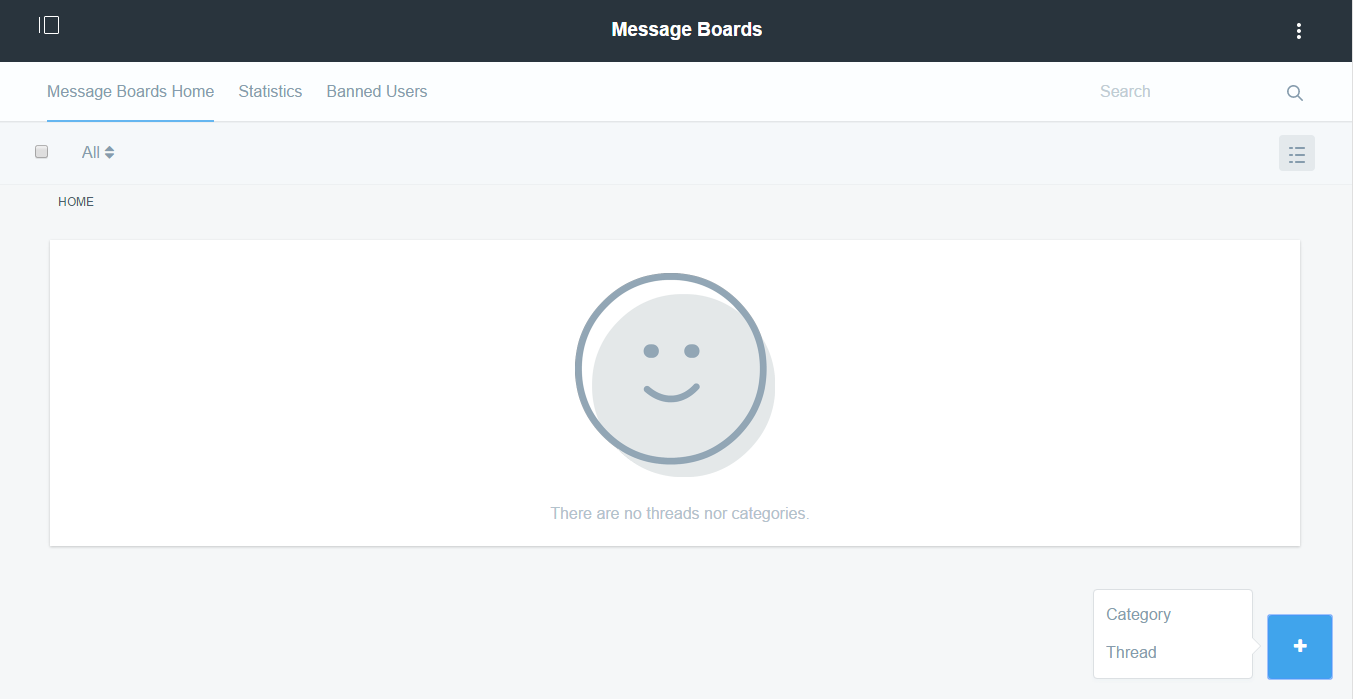 Message Boards
Message Boards Home Statistics Banned Users Search
All
HOME
There are no threads nor categories.
Category
Thread